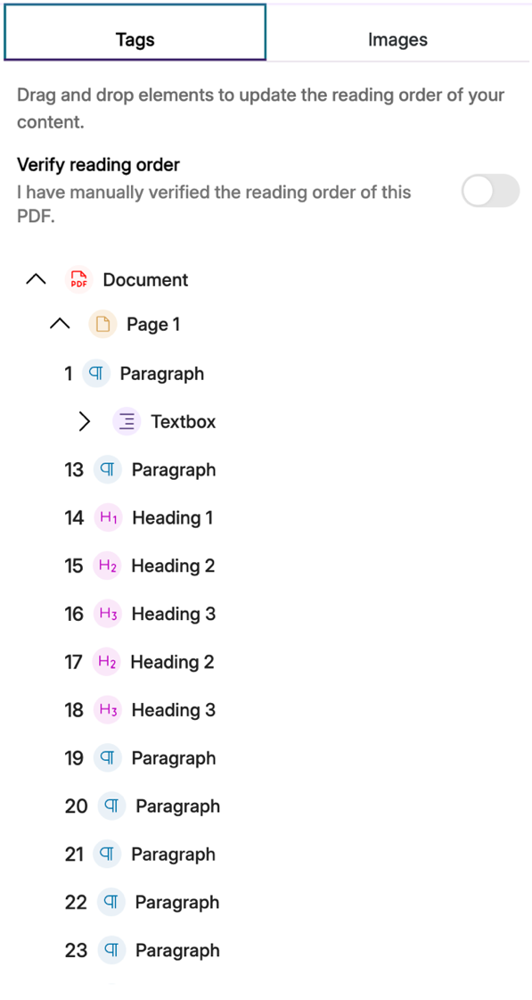 Tags
Images
Drag and drop elements to update the reading order of your
content.
Verify reading order
I have manually verified the reading order of this
PDF.
PDF Document
Page 1
1 Paragraph
Textbox
13 Paragraph
14 H1 Heading 1
15 H2 Heading 2
16 H3 Heading 3
17 H2 Heading 2
18 H3 Heading 3
19 Paragraph
20 Paragraph
21 Paragraph
22 Paragraph
23 Paragraph